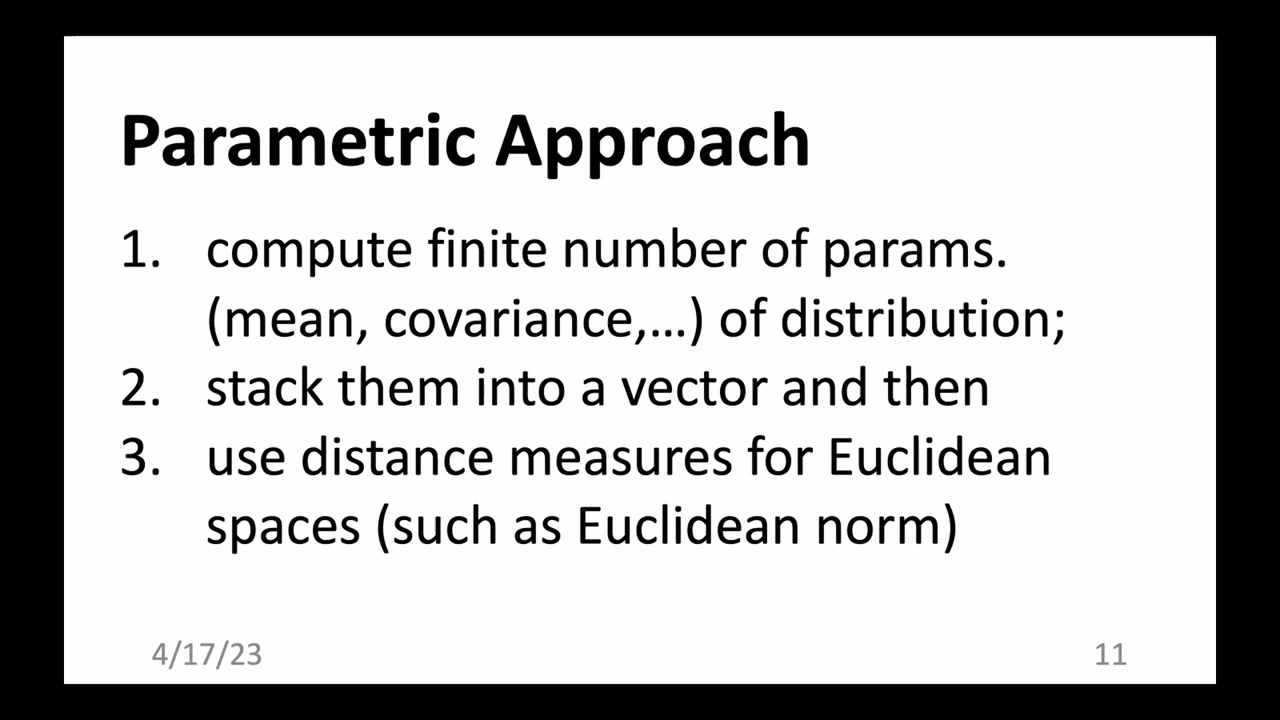 Parametric Approach
1. compute finite number of params.
(mean, covariance,...) of distribution;
2. stack them into a vector and then
3. use distance measures for Euclidean
spaces (such as Euclidean norm)
4/17/23
11